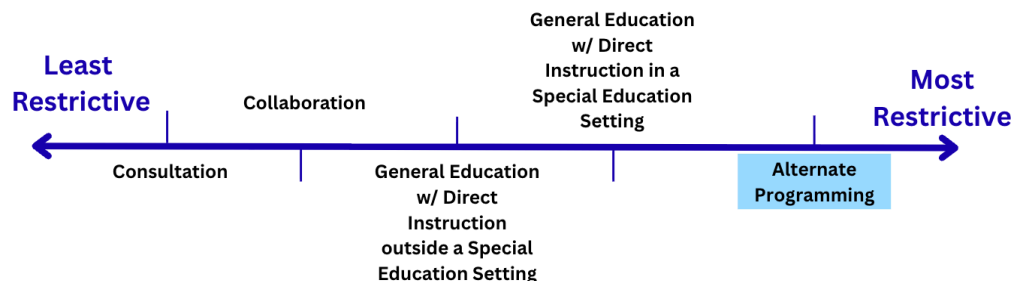 Least
Restrictive
Consultation
Collaboration
General Education
w/ Direct
Instruction
outside a Special
Education Setting
General Education
w/ Direct
Instruction in a
Special Education
Setting
Alternate
Programming
Most
Restrictive